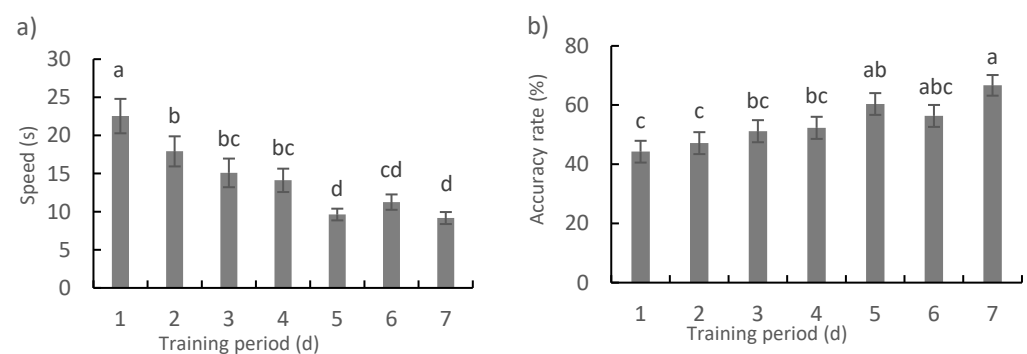 a)
30
25
20
15
10
5
0
Speed (s)
a
b
bc
bc
d
cd
d
1 2 3 4 5 6 7
Training period (d)
b)
80
60
40
20
0
Accuracy rate (%)
c
c
bc
bc
ab
abc
a
1 2 3 4 5 6 7
Training period (d)